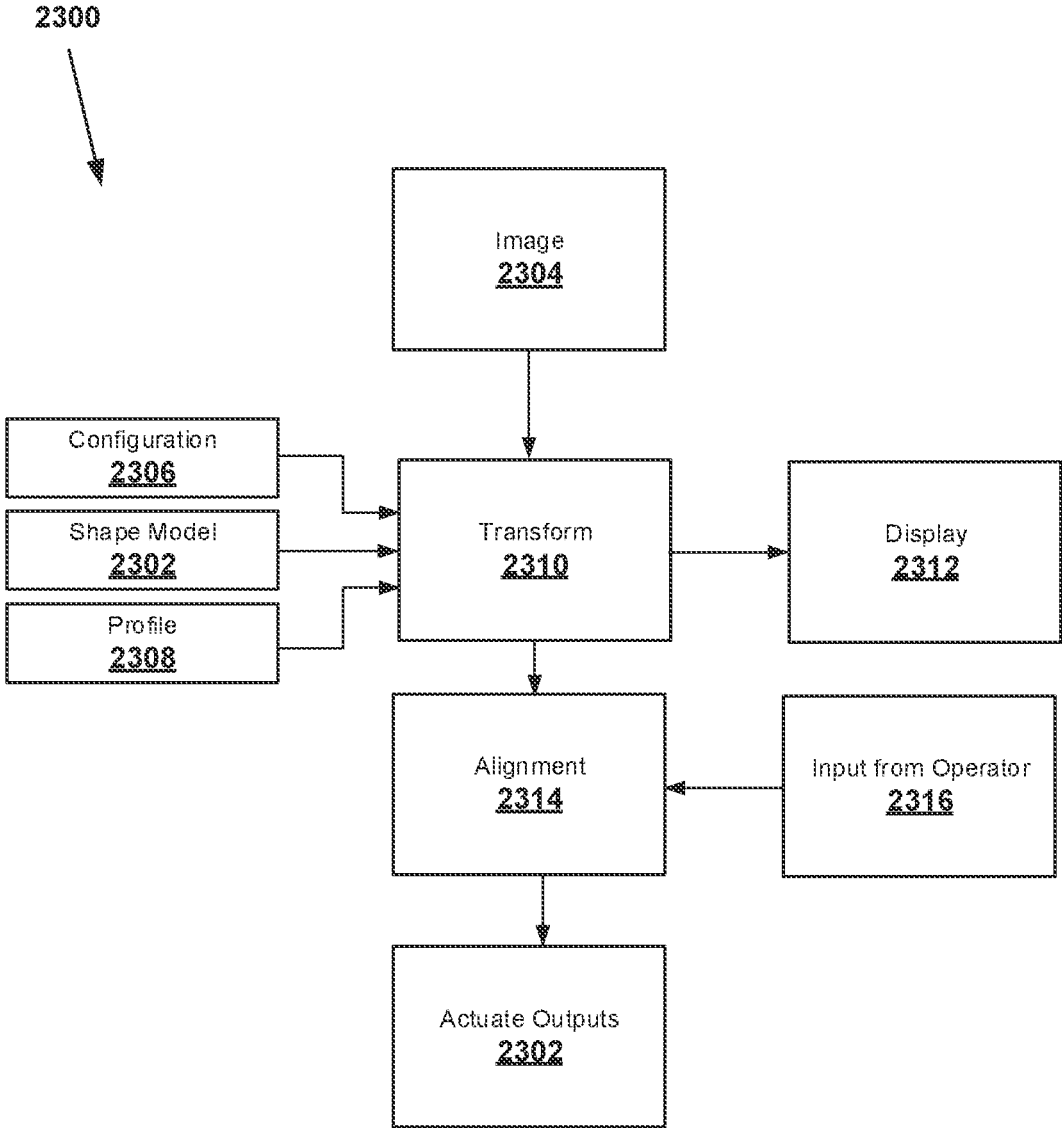 2300
Image
2304
Configuration
2306
Shape Model
2302
Profile
2308
Transform
2310
Display
2312
Alignment
2314
Input from Operator
2316
Actuate Outputs
2302